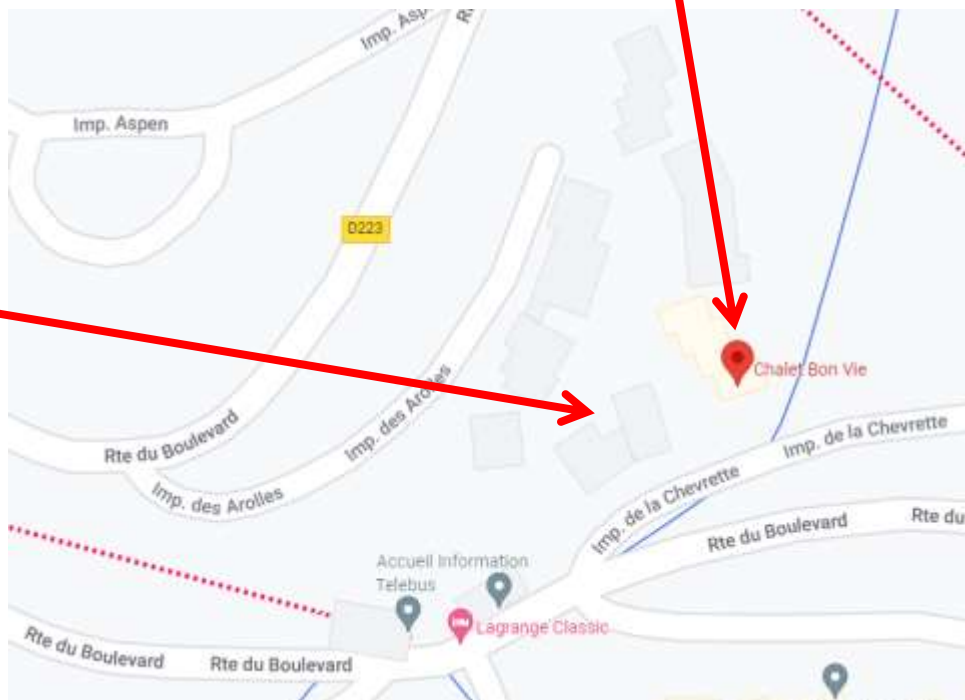 Imp. Aspen
Imp. Aspen
D223
Chalet Bon Vie
Imp. des Arolles
Rte du Boulevard
Imp. des Arolles
Imp. de la Chevrette
Imp. de la Chevrette
Rte du Boulevard
Rte du
Accueil Information
Telebus
Lagrange Classic
Rte du Boulevard
Rte du Boulevard